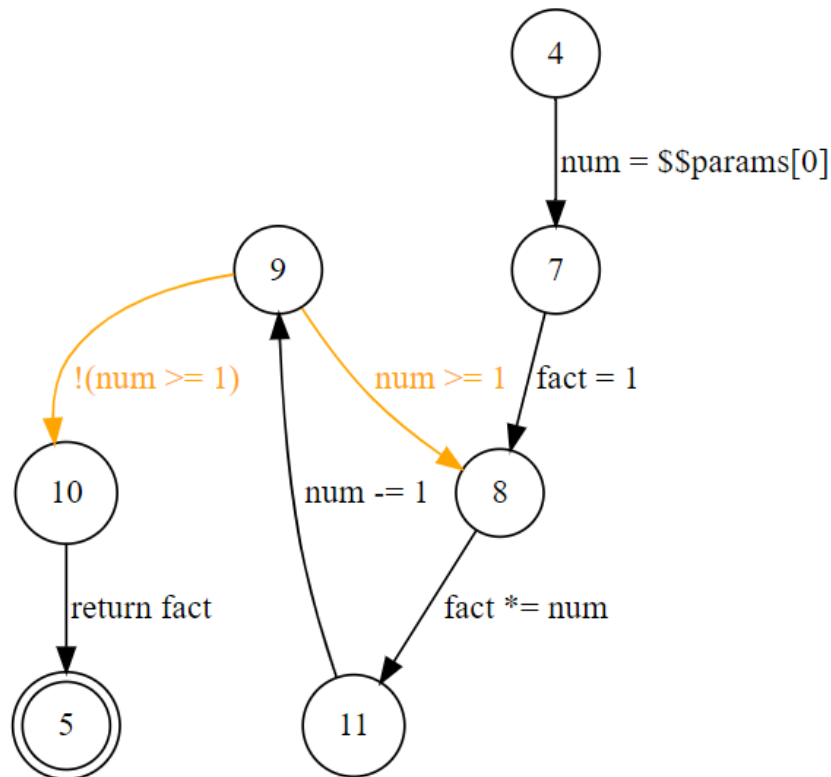 4
num = $$params[0]
9
7
!(num >= 1)
num >= 1
fact = 1
10
num -= 1
8
return fact
fact *= num
5
11